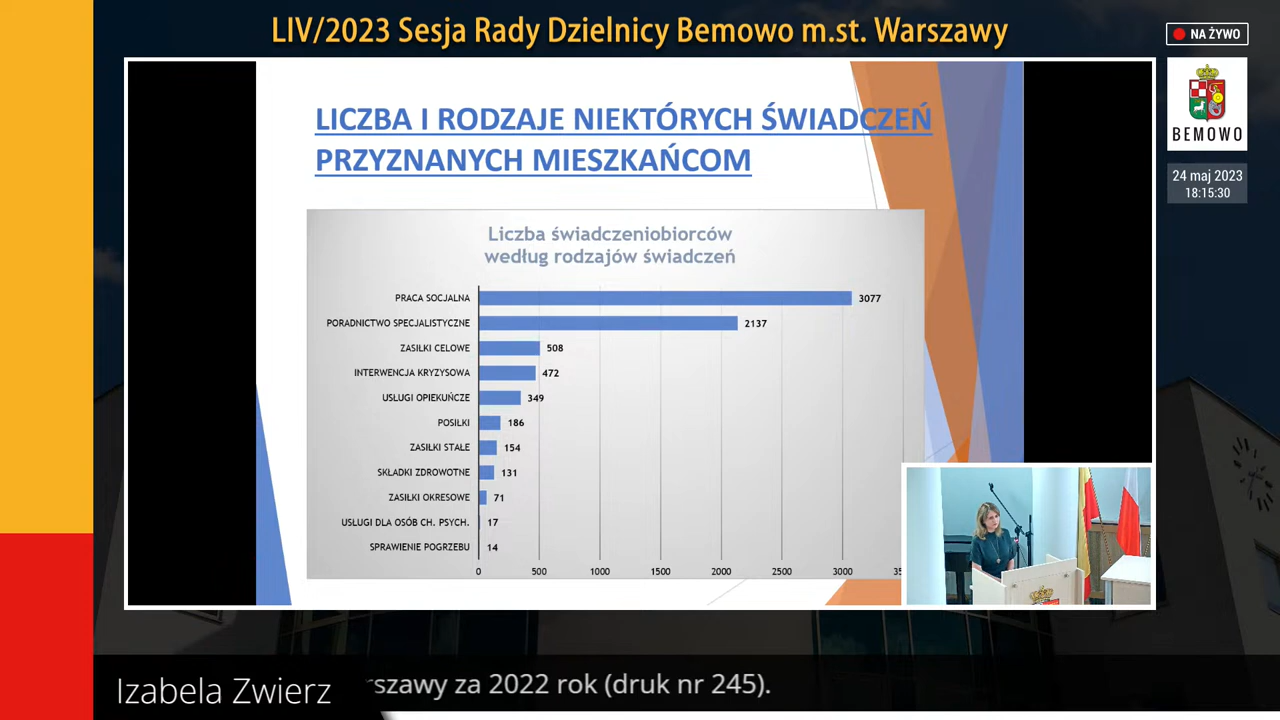 LIV/2023 Sesja Rady Dzielnicy Bemowo m.st. Warszawy
NA ŻYWO
BEMOWO
24 maj 2023
18:15:30
LICZBA I RODZAJE NIEKTÓRYCH ŚWIADCZEŃ
PRZYZNANYCH MIESZKAŃCOM
Liczba świadczeniobiorców
według rodzajów świadczeń
PRACA SOCJALNA 3077
PORADNICTWO SPECJALISTYCZNE 2137
ZASIŁKI CELOWE 508
INTERWENCJA KRYZYSOWA 472
USŁUGI OPIEKUŃCZE 349
POSIŁKI 186
ZASIŁKI STAŁE 154
SKŁADKI ZDROWOTNE 131
ZASIŁKI OKRESOWE 71
USŁUGI DLA OSÓB CH. PSYCH. 17
SPRAWIENIE POGRZEBU 14
0 500 1000 1500 2000 2500 3000
Izabela Zwierz
rszawy za 2022 rok (druk nr 245).